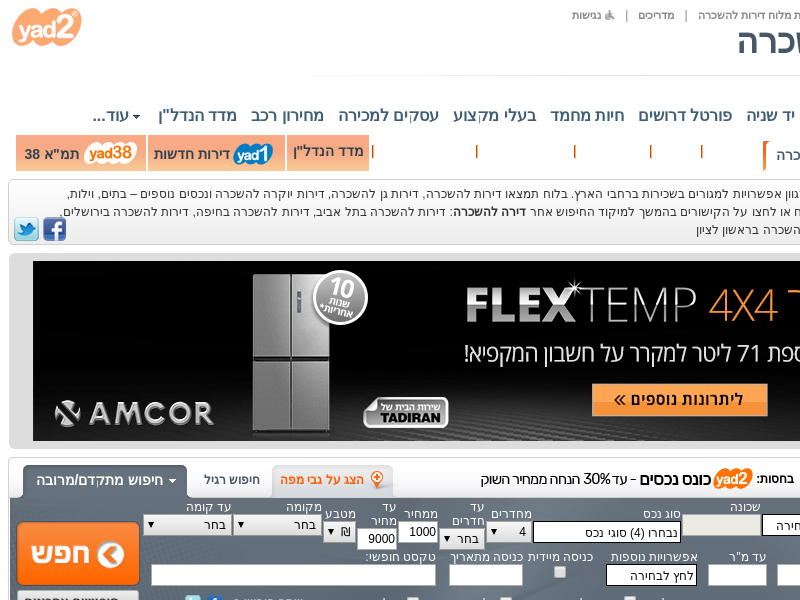 yad2
ת מלוח דירות להשכרה | מדריכים | נגישות
שכרה
יד שניה פורטל דרושים חיות מחמד בעלי מקצוע עסקים למכירה מחירון רכב מדד הנדל"ן עוד...
כרה | | | | | מדד הנדל"ן yad1 דירות חדשות yad38 תמ"א 38
גוון אפשרויות למגורים בשכירות ברחבי הארץ. בלוח תמצאו דירות להשכרה, דירות גן להשכרה, דירות יוקרה להשכרה ונכסים נוספים – בתים, וילות,
ח או לחצו על הקישורים בהמשך למיקוד החיפוש אחר דירה להשכרה: דירות להשכרה בתל אביב, דירות להשכרה בחיפה, דירות להשכרה בירושלים,
השכרה בראשון לציון
10
שנות
אחריות*
FLEXTEMP 4X4
ספת 71 ליטר למקרר על חשבון המקפיא!
ליתרונות נוספים »
שירות הבית של
TADIRAN
AMCOR
בחסות: yad2 כונס נכסים - עד 30% הנחה ממחיר השוק
הצג על גבי מפה חיפוש רגיל חיפוש מתקדם/מרובה
שכונה סוג נכס מחדרים עד חדרים ממחיר עד מחיר מטבע מקומה עד קומה
חירה נבחרו (4) סוגי נכס 4 בחר 1000 9000 ₪ בחר בחר
עד מ"ר אפשרויות נוספות כניסה מיידית כניסה מתאריך טקסט חופשי:
לחץ לבחירה
חפש